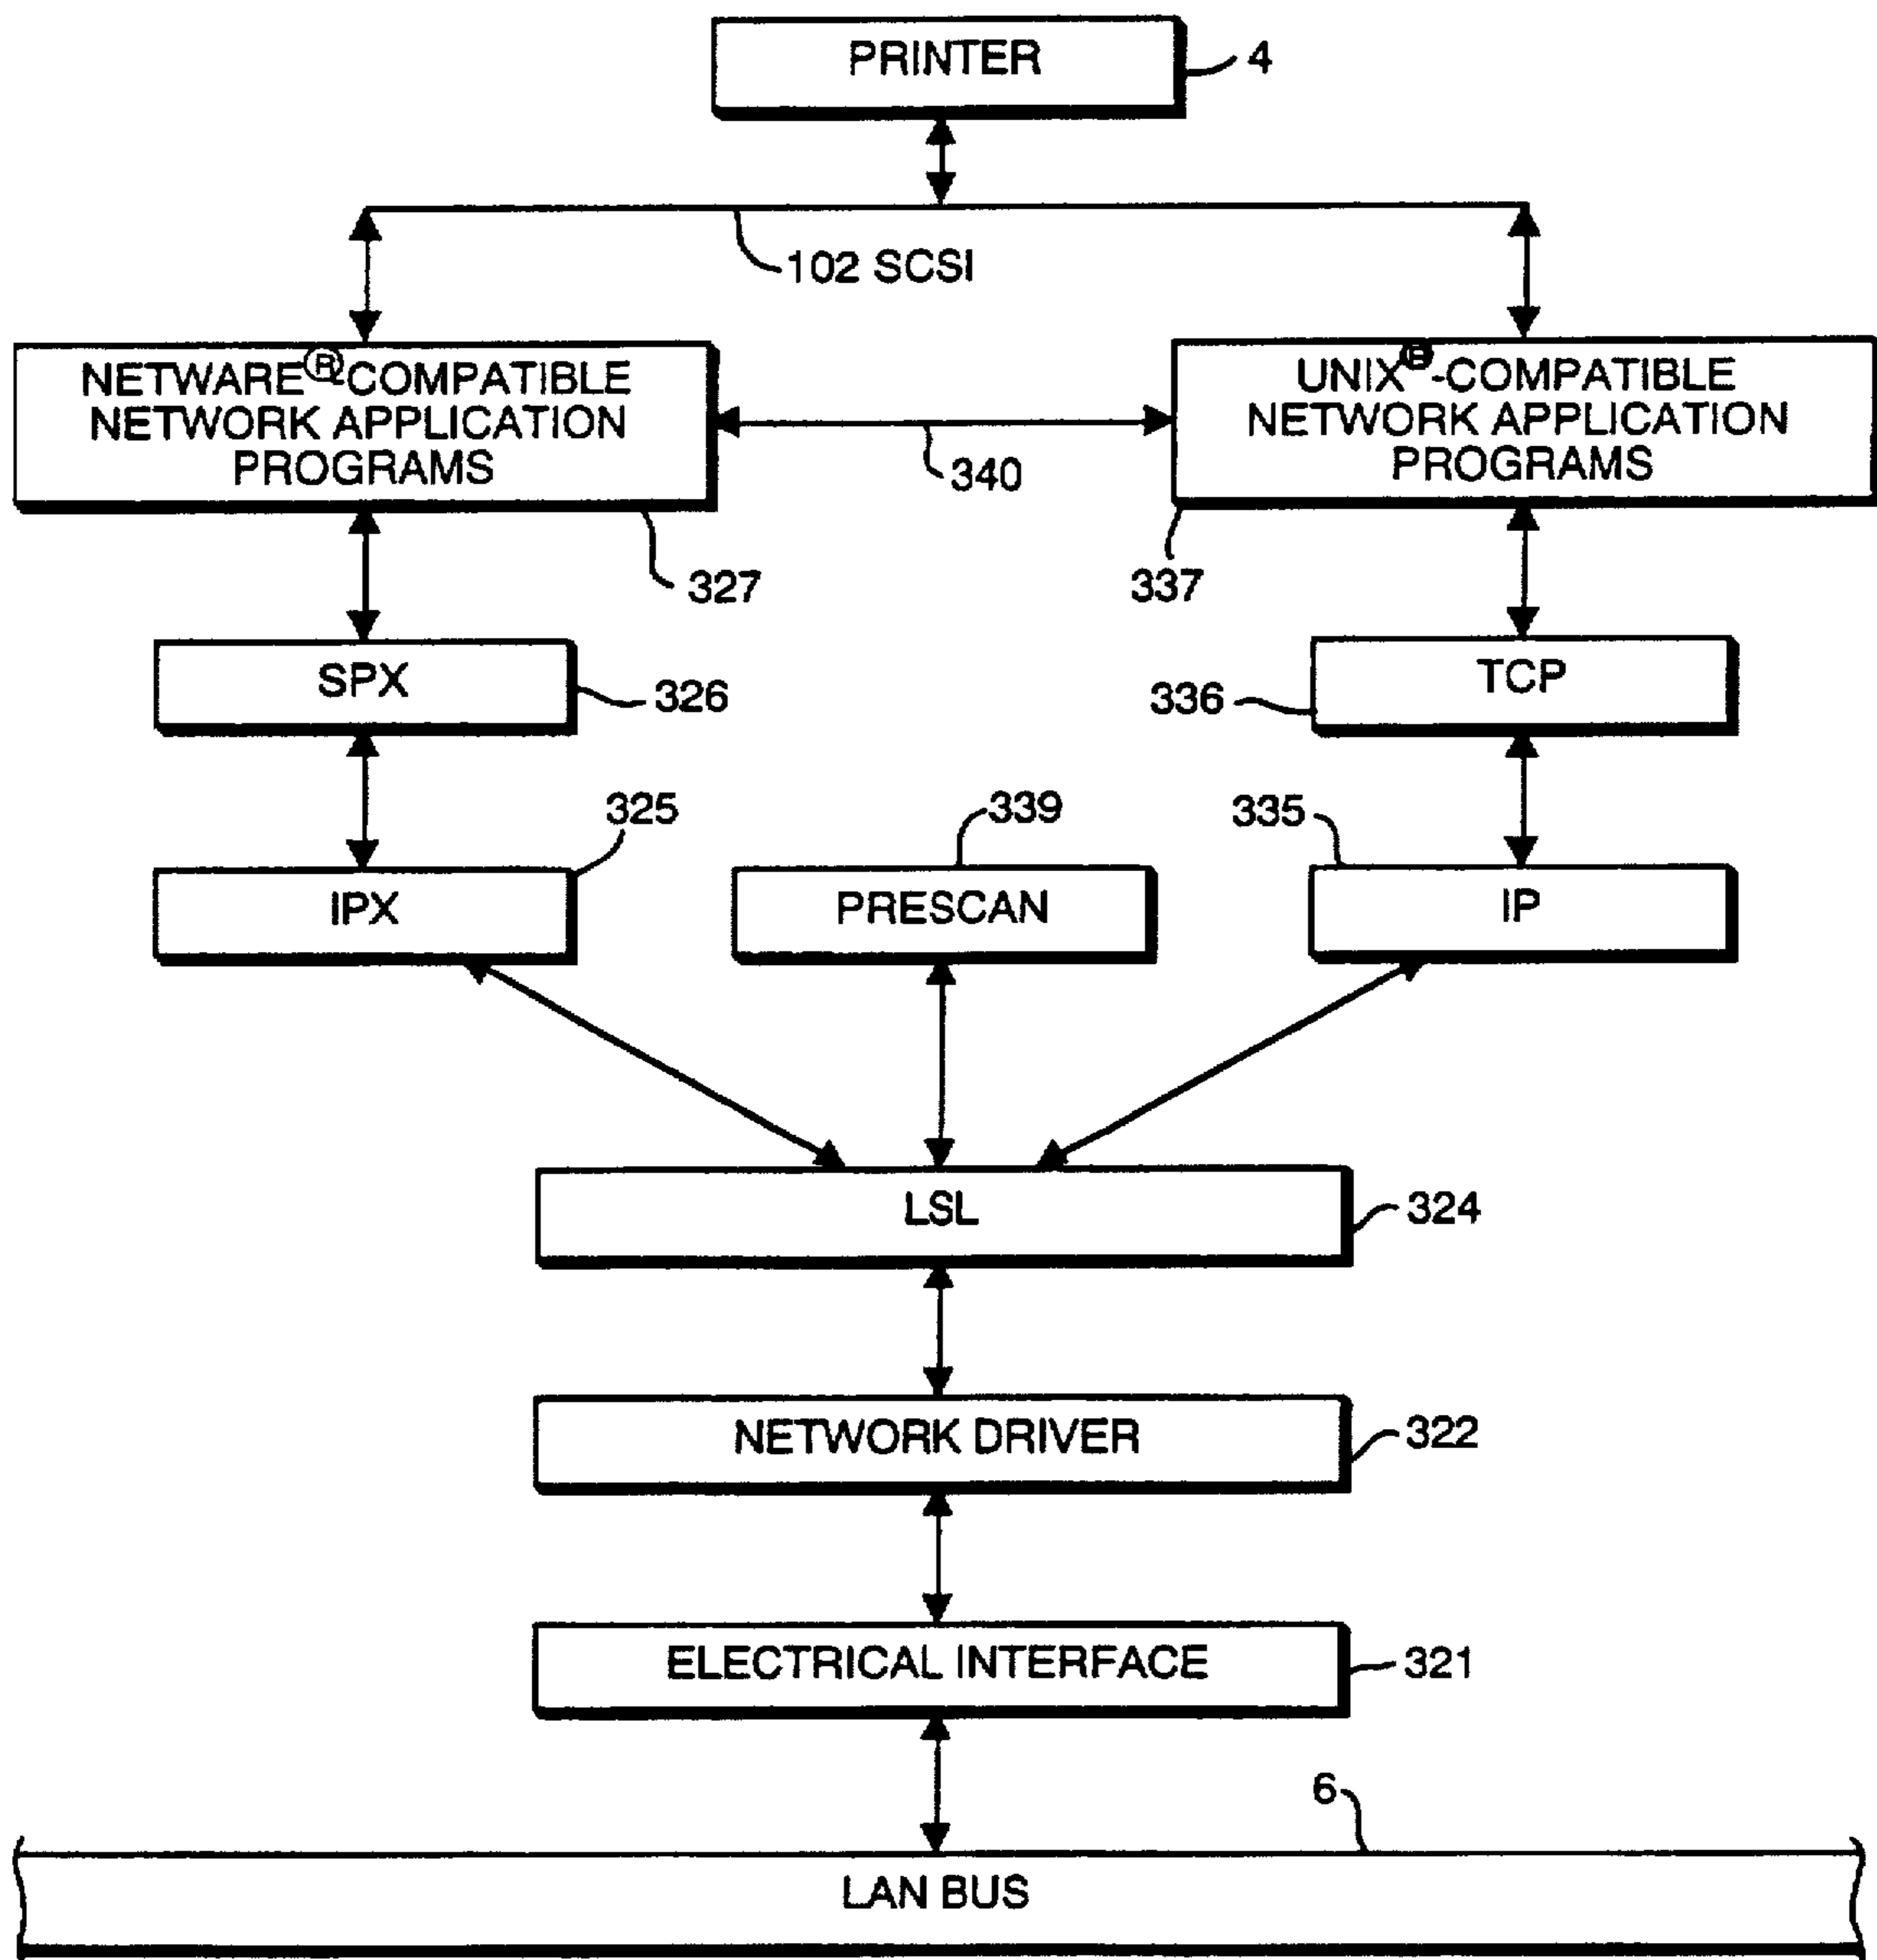 PRINTER
4
102 SCSI
NETWARE®-COMPATIBLE
NETWORK APPLICATION
PROGRAMS
UNIX®-COMPATIBLE
NETWORK APPLICATION
PROGRAMS
340
327
337
SPX
326
TCP
336
325
339
335
IPX
PRESCAN
IP
LSL
324
NETWORK DRIVER
322
ELECTRICAL INTERFACE
321
6
LAN BUS